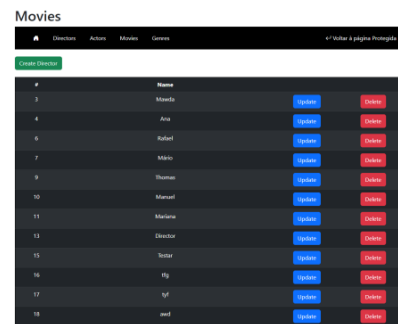 Movies
Directors Actors Movies Genres ↩ Voltar à página Protegida
Create Director
# Name
3 Mawda Update Delete
4 Ana Update Delete
6 Rafael Update Delete
7 Mário Update Delete
9 Thomas Update Delete
10 Manuel Update Delete
11 Mariana Update Delete
13 Director Update Delete
15 Testar Update Delete
16 tfg Update Delete
17 tyf Update Delete
18 awd Update Delete